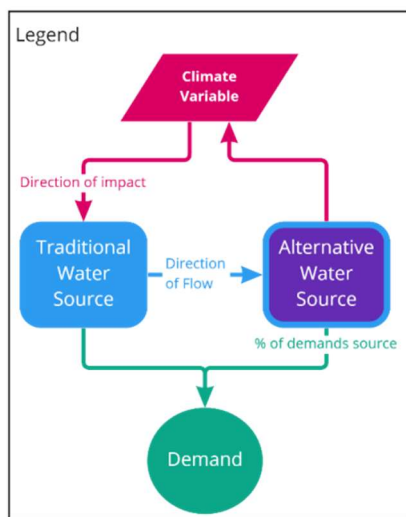 Legend
Climate
Variable
Direction of impact
Traditional
Water
Source
Direction
of Flow
Alternative
Water
Source
% of demands source
Demand